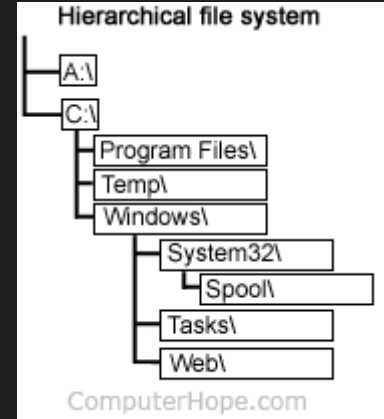 Hierarchical file system
A:\
C:\
Program Files\
Temp\
Windows\
System32\
Spool\
Tasks\
Web\
ComputerHope.com